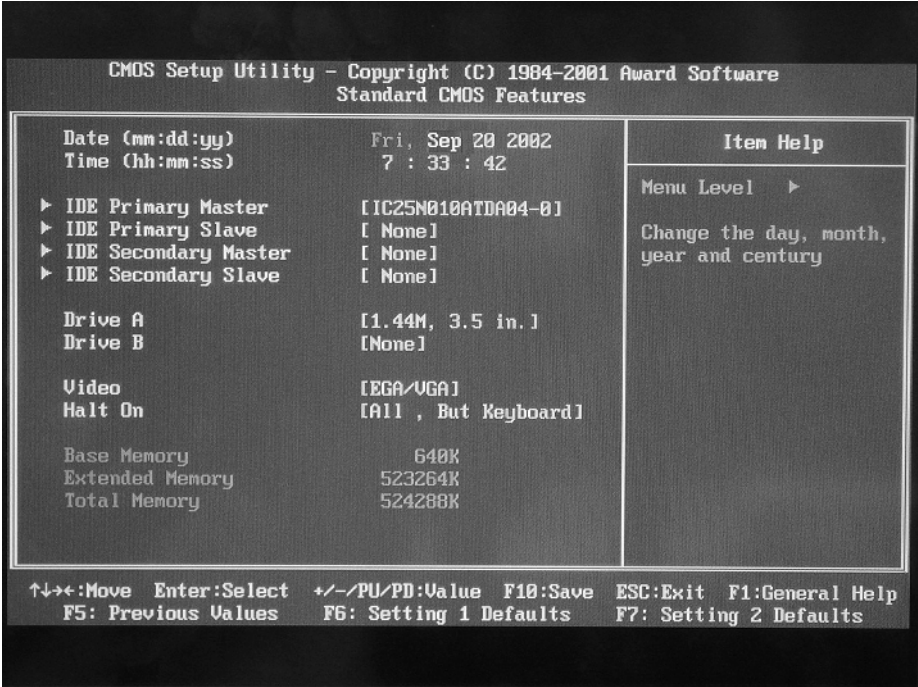 CMOS Setup Utility - Copyright (C) 1984-2001 Award Software
Standard CMOS Features
Date (mm:dd:yy) Fri, Sep 20 2002
Time (hh:mm:ss) 7 : 33 : 42
► IDE Primary Master [IC25N010ATDA04-0]
► IDE Primary Slave [ None]
► IDE Secondary Master [ None]
► IDE Secondary Slave [ None]
Drive A [1.44M, 3.5 in.]
Drive B [None]
Video [EGA/VGA]
Halt On [All , But Keyboard]
Base Memory 640K
Extended Memory 523264K
Total Memory 524288K
Item Help
Menu Level ►
Change the day, month,
year and century
↑↓→←:Move Enter:Select +/-/PU/PD:Value F10:Save ESC:Exit F1:General Help
F5: Previous Values F6: Setting 1 Defaults F7: Setting 2 Defaults